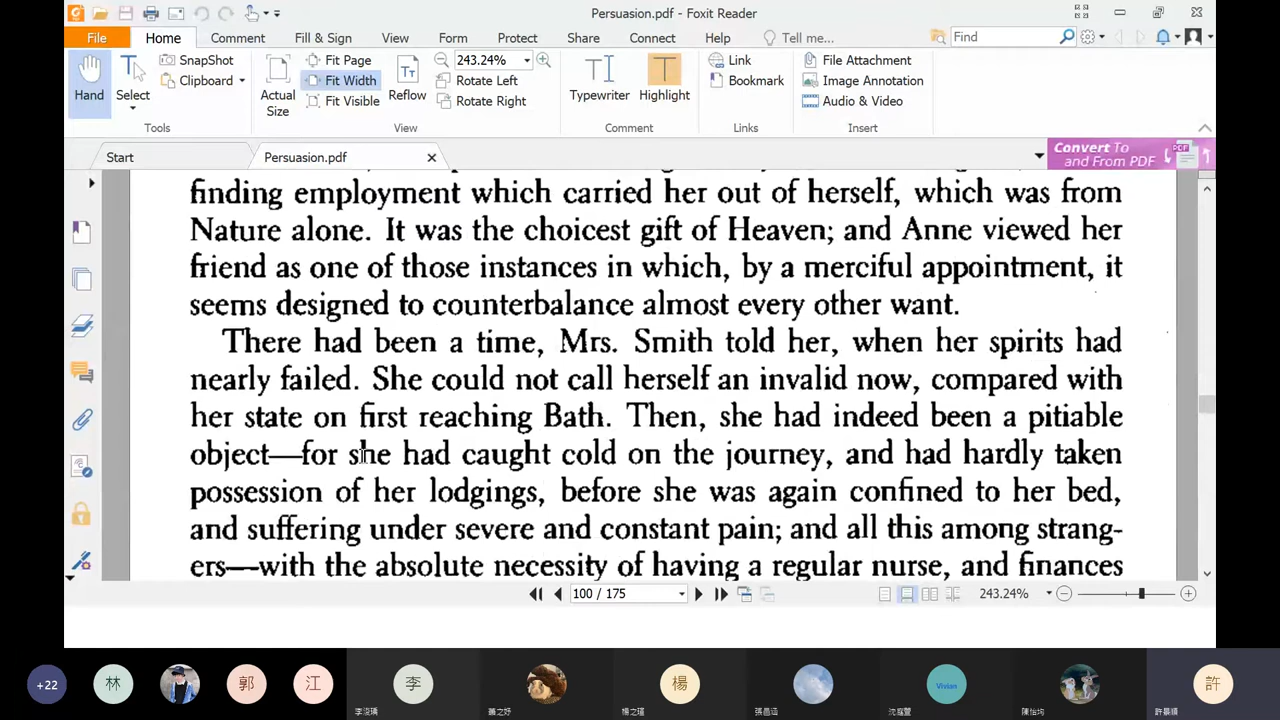 Persuasion.pdf - Foxit Reader
File
Home
Comment
Fill & Sign
View
Form
Protect
Share
Connect
Help
Tell me...
Find
Hand
Select
SnapShot
Clipboard
Tools
Actual
Size
Fit Page
Fit Width
Fit Visible
Reflow
243.24%
Rotate Left
Rotate Right
View
Typewriter
Highlight
Comment
Link
Bookmark
Links
File Attachment
Image Annotation
Audio & Video
Insert
Start
Persuasion.pdf
Convert To
and From PDF
PDF
finding employment which carried her out of herself, which was from
Nature alone. It was the choicest gift of Heaven; and Anne viewed her
friend as one of those instances in which, by a merciful appointment, it
seems designed to counterbalance almost every other want.
There had been a time, Mrs. Smith told her, when her spirits had
nearly failed. She could not call herself an invalid now, compared with
her state on first reaching Bath. Then, she had indeed been a pitiable
object—for she had caught cold on the journey, and had hardly taken
possession of her lodgings, before she was again confined to her bed,
and suffering under severe and constant pain; and all this among strang-
ers—with the absolute necessity of having a regular nurse, and finances
100 / 175
243.24%
+22
林
郭
江
李
楊
Vivian
許